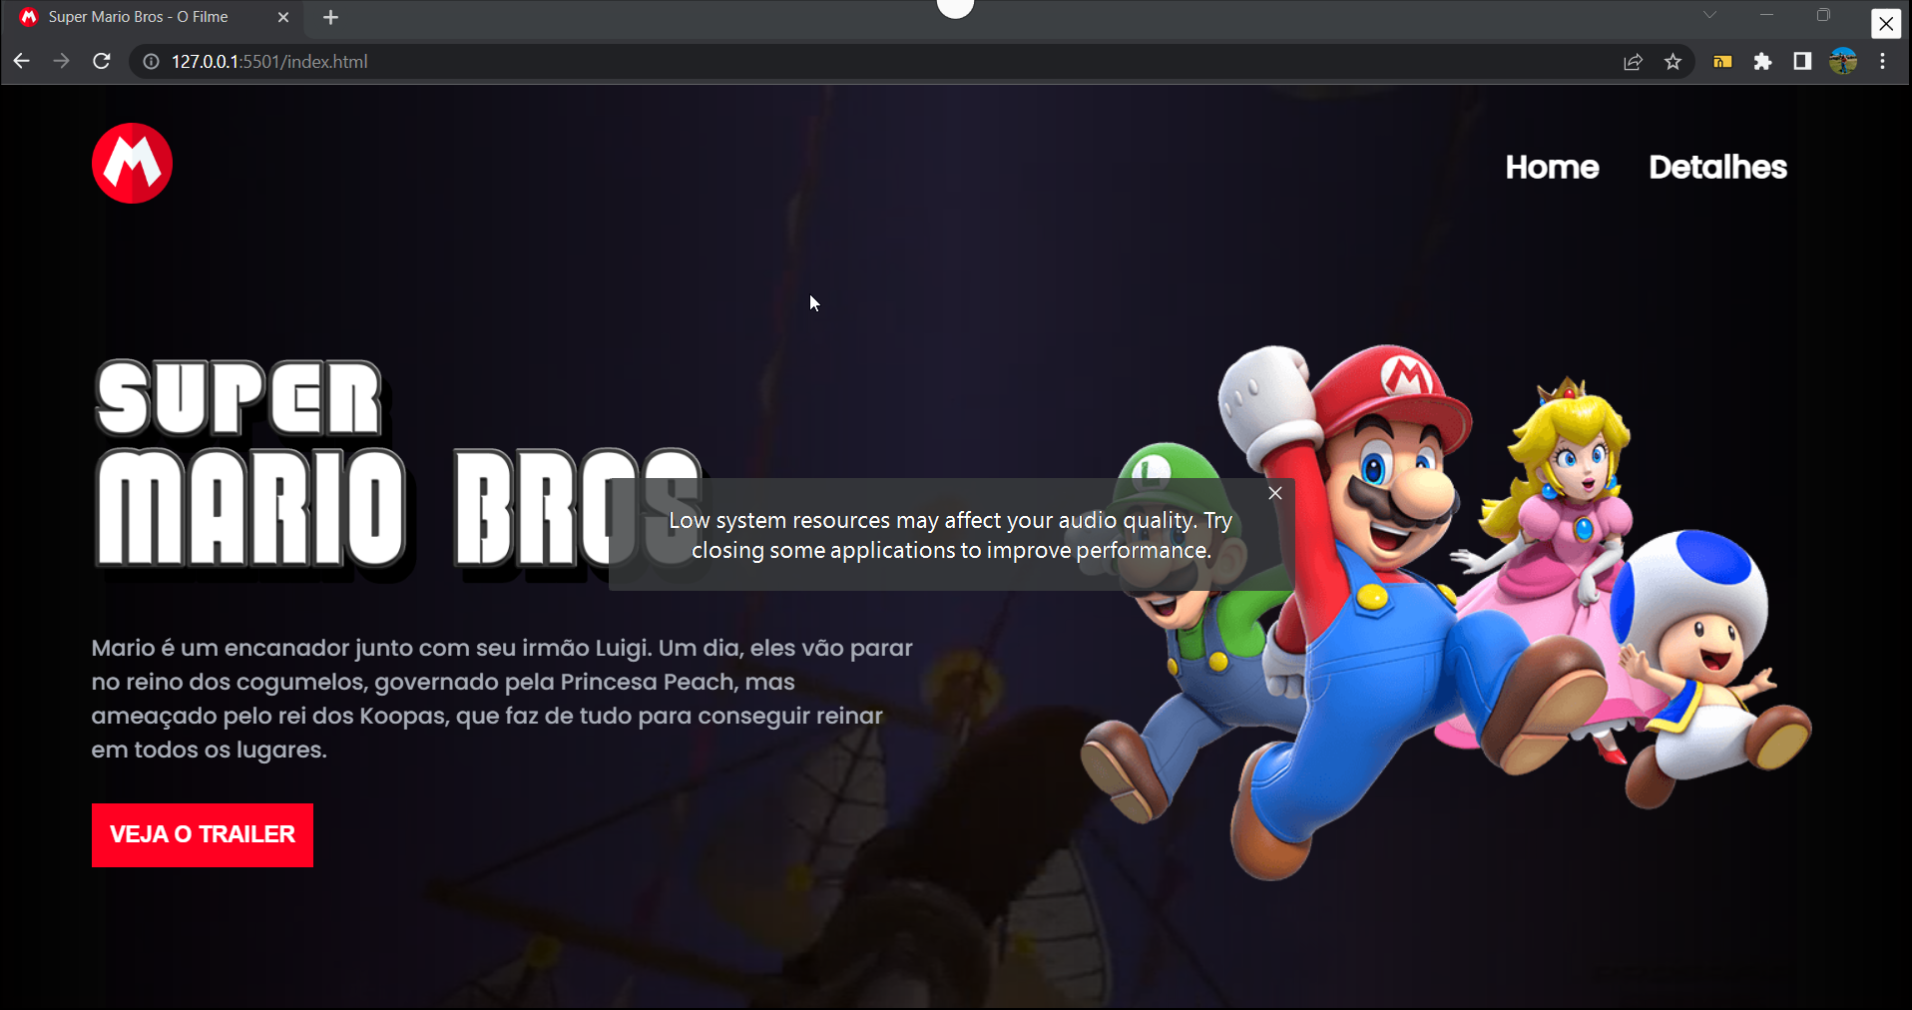 Super Mario Bros - O Filme
127.0.0.1:5501/index.html
M
Home
Detalhes
SUPER
MARIO BROS
Low system resources may affect your audio quality. Try
closing some applications to improve performance.
M
L
Mario é um encanador junto com seu irmão Luigi. Um dia, eles vão parar
no reino dos cogumelos, governado pela Princesa Peach, mas
ameaçado pelo rei dos Koopas, que faz de tudo para conseguir reinar
em todos os lugares.
VEJA O TRAILER